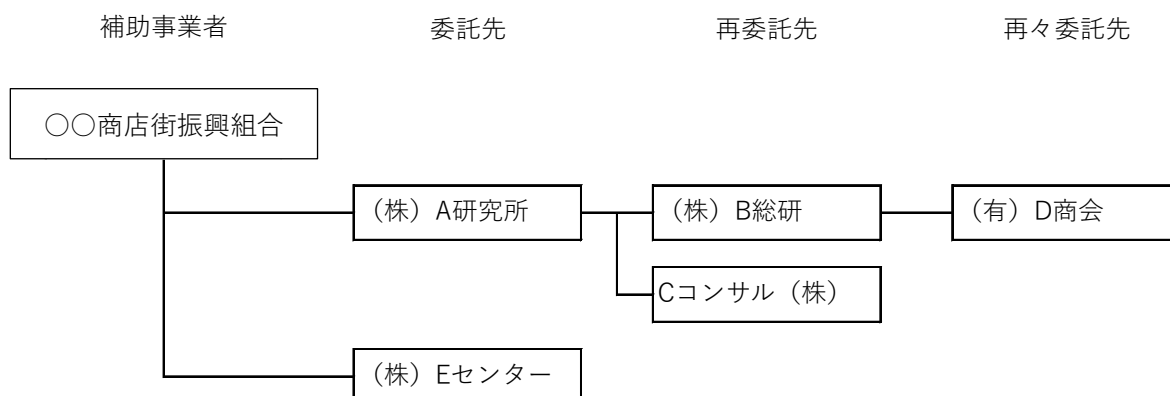 補助事業者 委託先 再委託先 再々委託先
○○商店街振興組合
（株）A研究所 （株）B総研 （有）D商会
Cコンサル（株）
（株）Eセンター